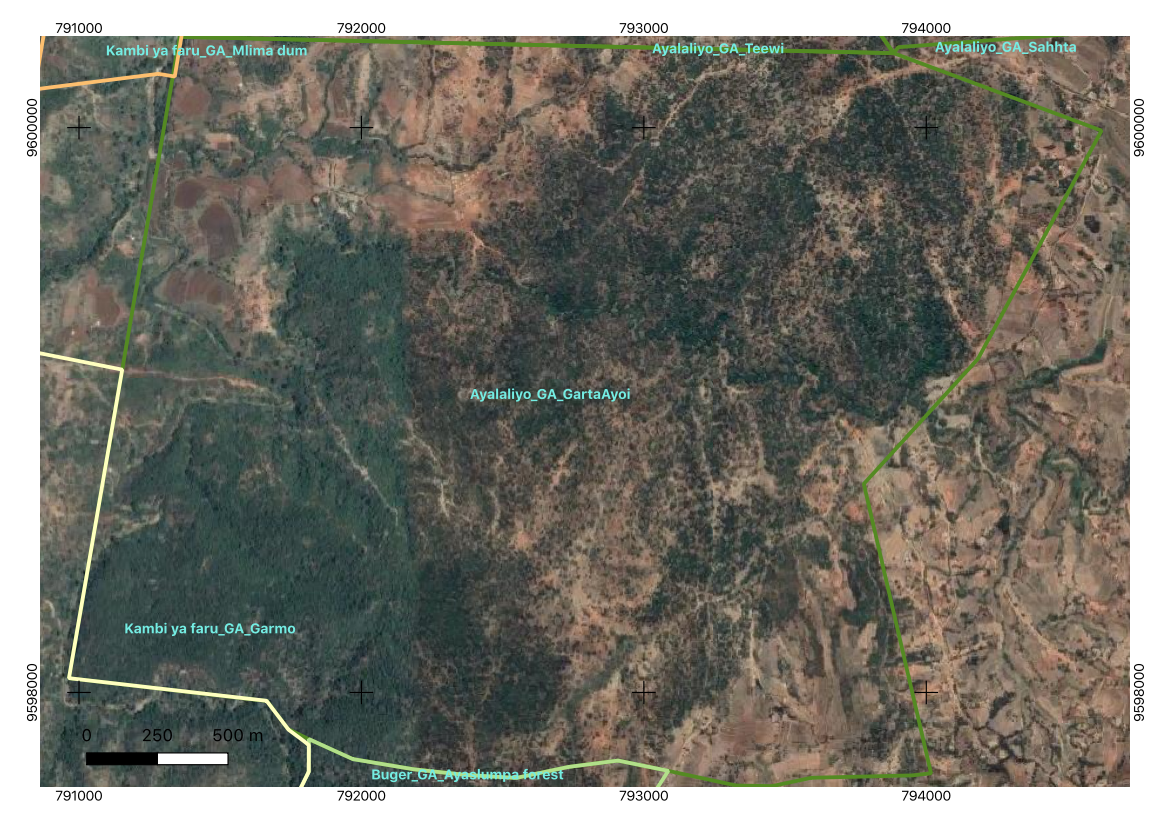 791000 792000 793000 794000
Kambi ya faru_GA_Mlima dum Ayalaliyo_GA_Teewi Ayalaliyo_GA_Sahhta
9600000 9600000
Ayalaliyo_GA_GartaAyoi
Kambi ya faru_GA_Garmo
9598000 9598000
0 250 500 m
Buger_GA_Ayaalumpa forest
791000 792000 793000 794000